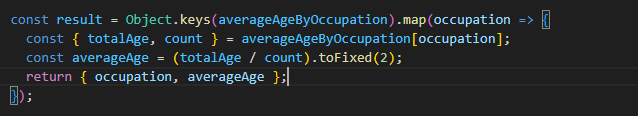 const result = Object.keys(averageAgeByOccupation).map(occupation => {
  const { totalAge, count } = averageAgeByOccupation[occupation];
  const averageAge = (totalAge / count).toFixed(2);
  return { occupation, averageAge };
});